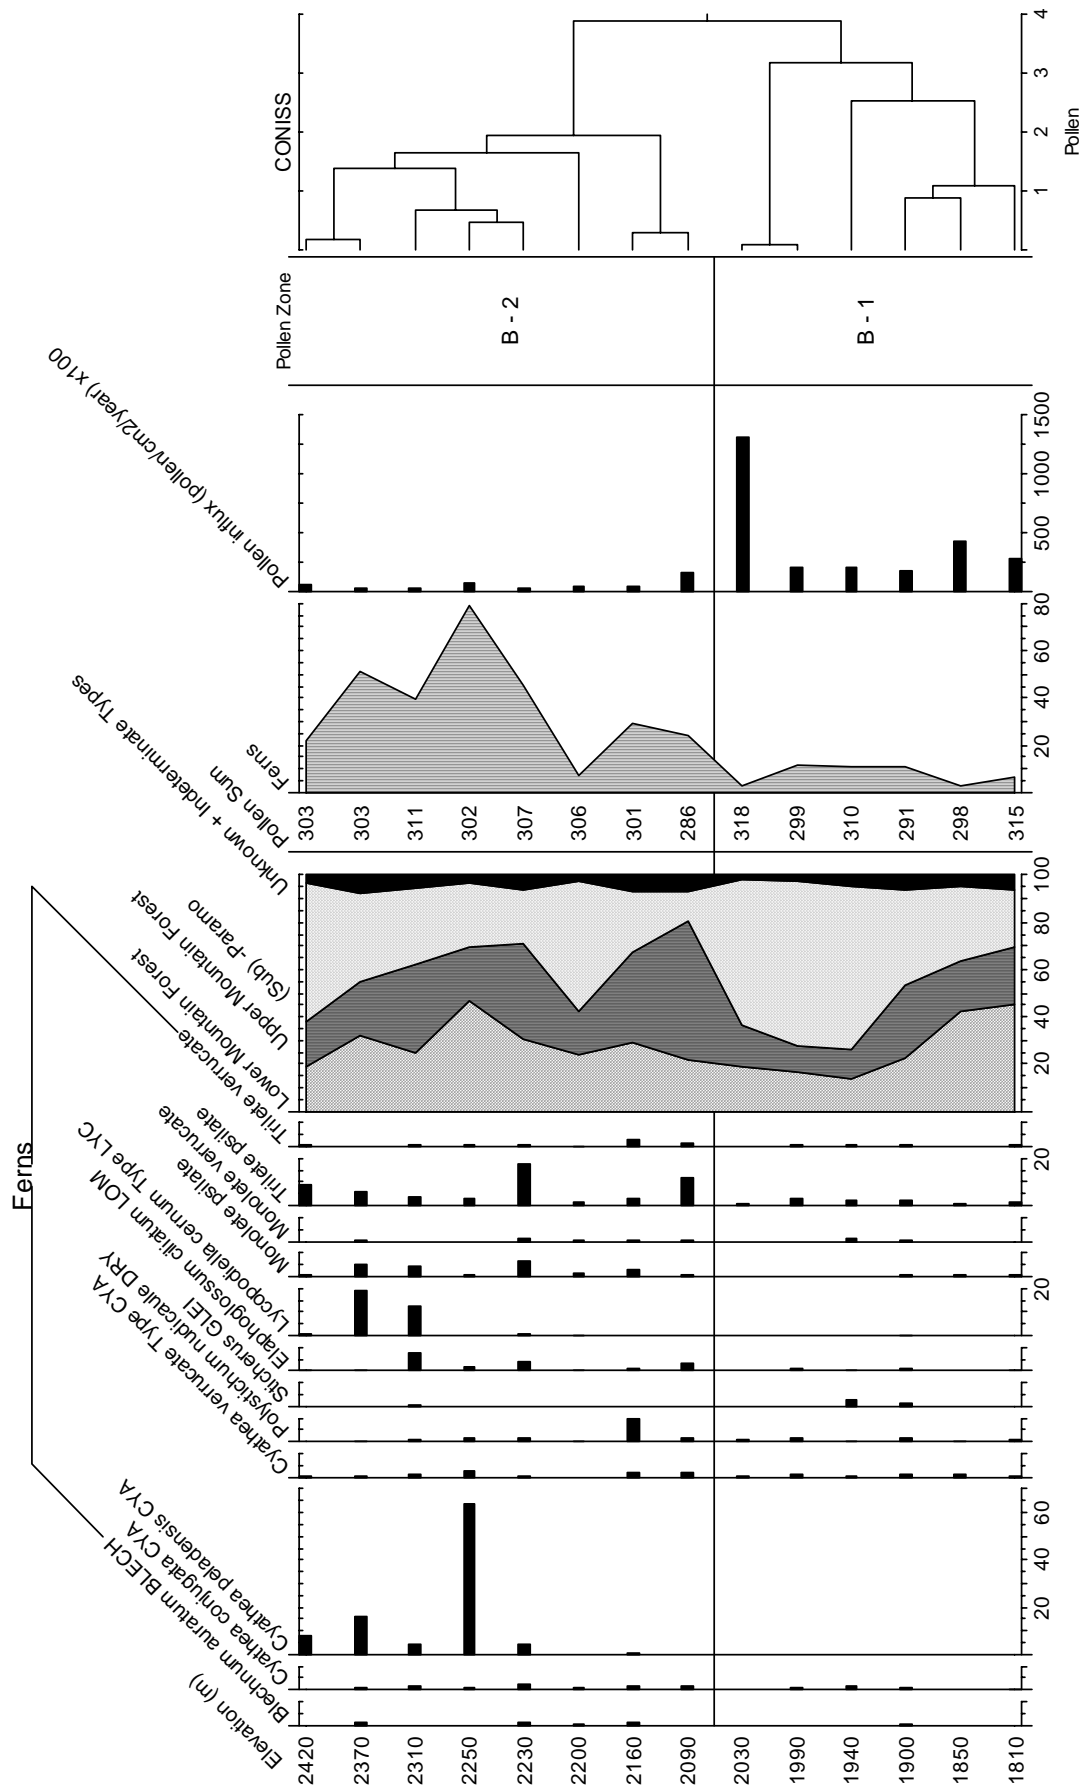 Ferns
Elevation (m)
Blechnum auratum BLECH
Cyathea conjugata CYA
Cyathea peladensis CYA
Cyathea verrucate Type CYA
Polystichum nudicaule DRY
Sticherus GLEI
Elaphoglossum ciliatum LOM
Lycopodiella cernum Type LYC
Monolete psilate
Monolete verrucate
Trilete psilate
Trilete verrucate
Lower Mountain Forest
Upper Mountain Forest
(Sub) -Paramo
Unknown + Indeterminate Types
Pollen Sum
Ferns
Pollen influx (pollen/cm2/year) x100
Pollen Zone
CONISS
2420 303
2370 303
2310 311
2250 302
2230 307
2200 306
2160 301
2090 286
2030 318
1990 299
1940 310
1900 291
1850 298
1810 315
B - 2
B - 1
20 40 60
20
20
20 40 60 80 100
20 40 60 80
500 1000 1500
1 2 3 4
Pollen